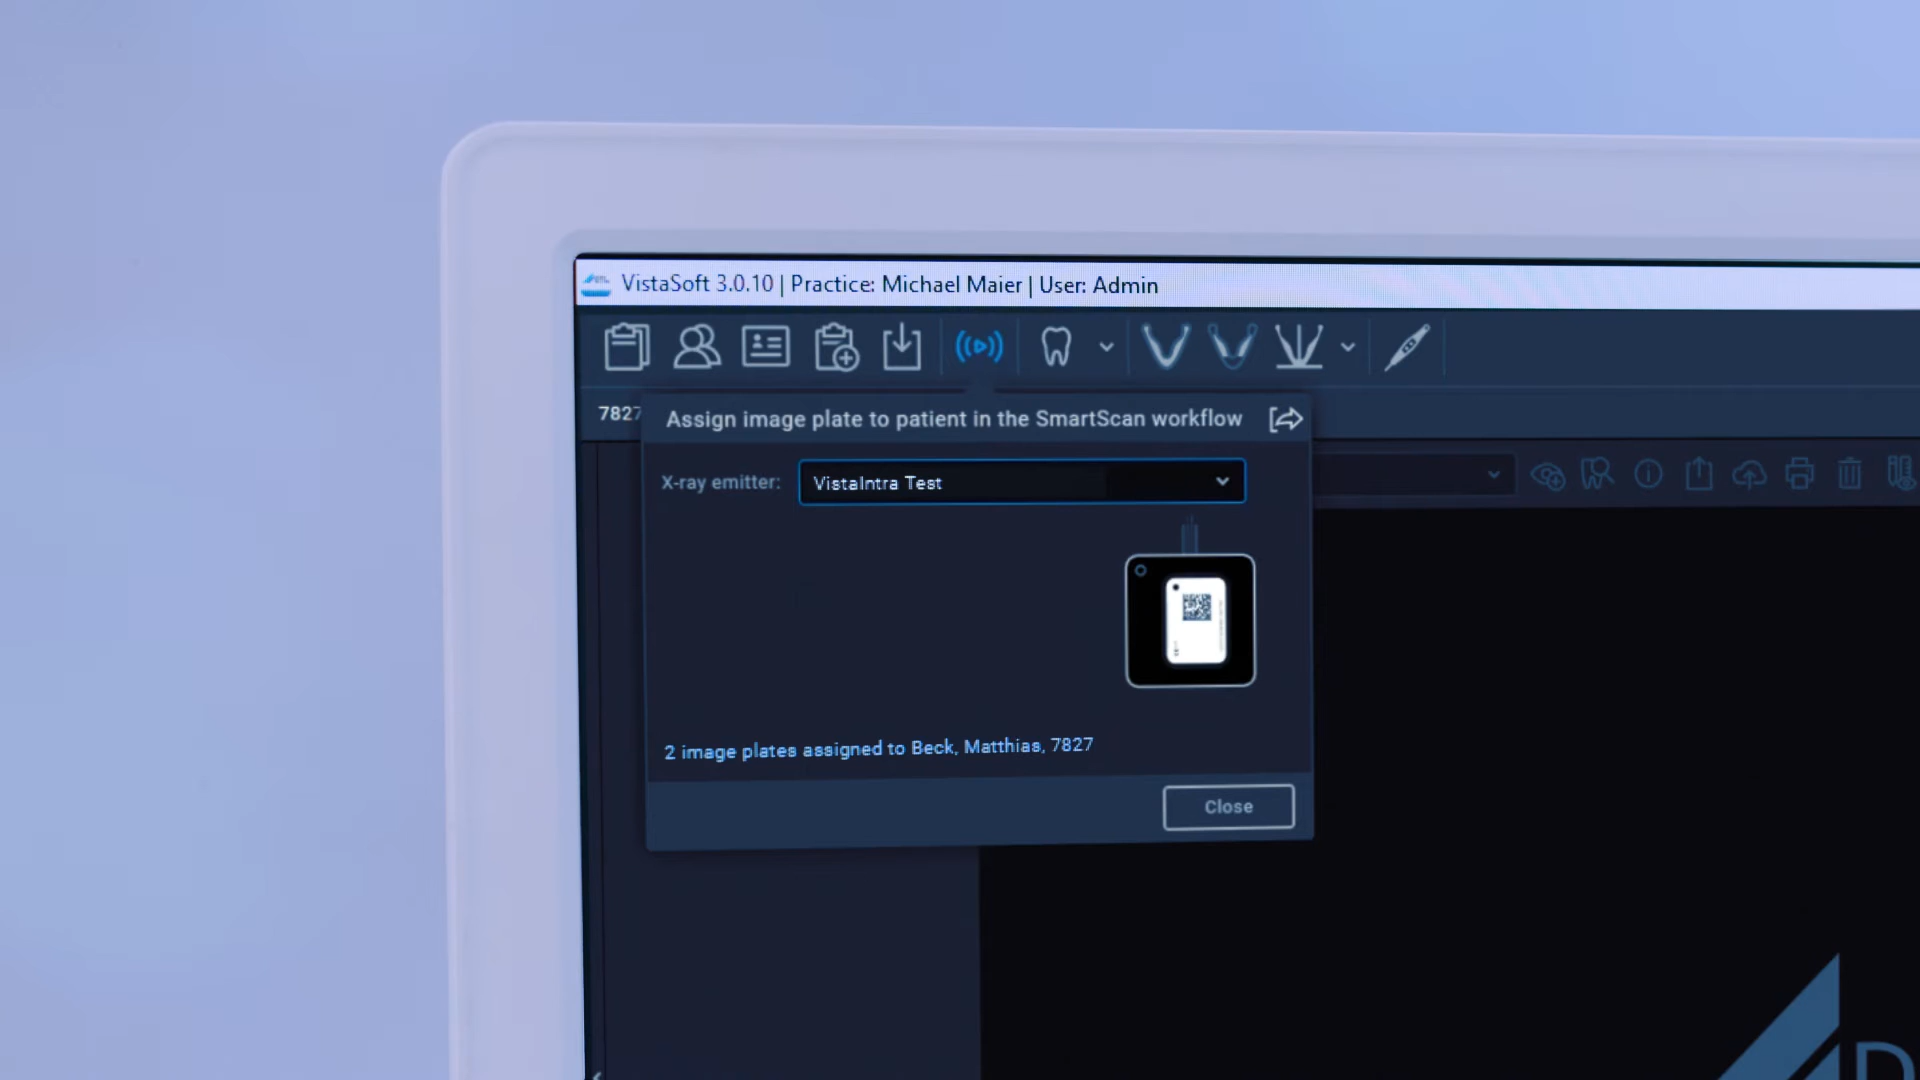 VistaSoft 3.0.10 | Practice: Michael Maier | User: Admin
7827
Assign image plate to patient in the SmartScan workflow
X-ray emitter:
VistaIntra Test
2 image plates assigned to Beck, Matthias, 7827
Close
D